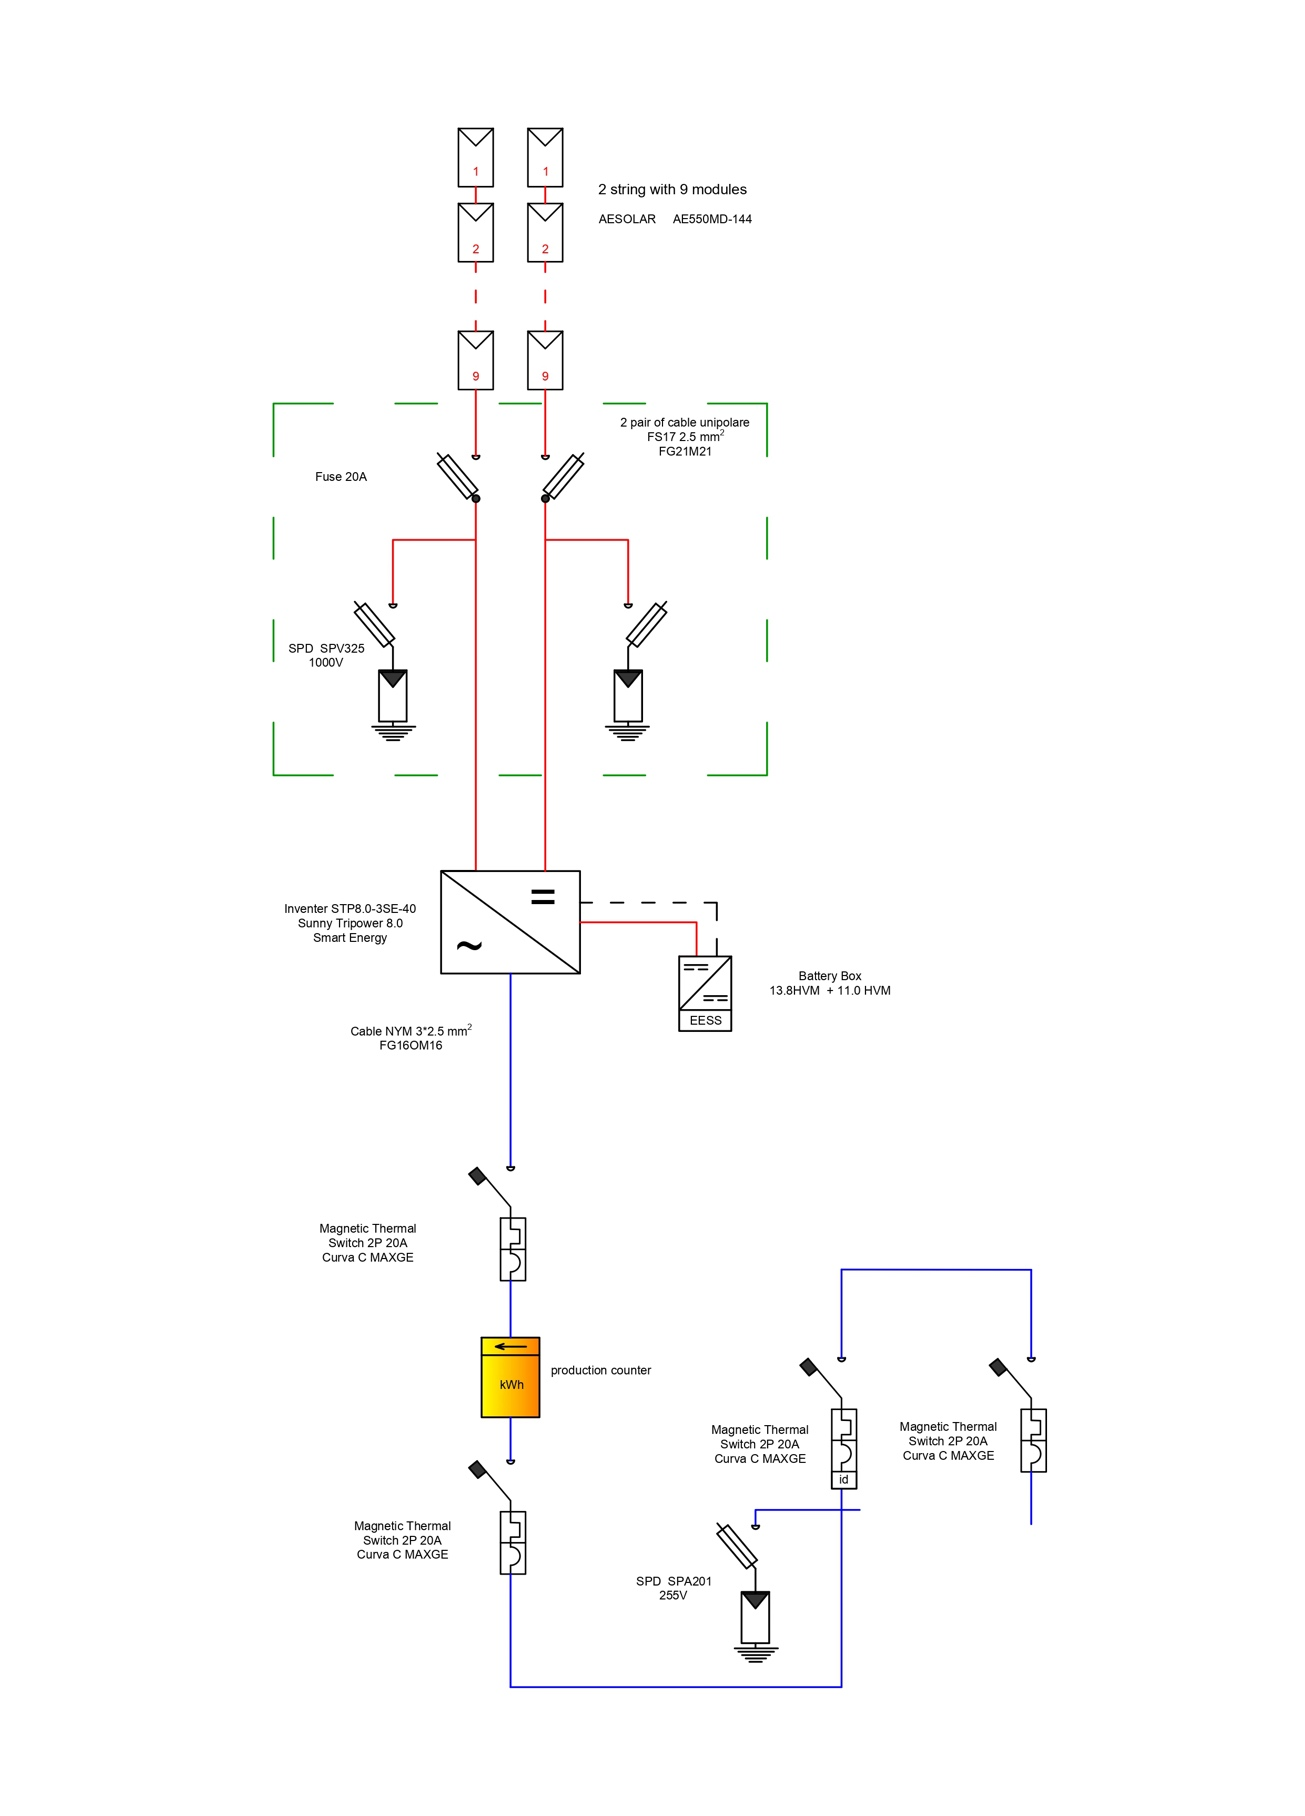 1
1
2 string with 9 modules
AESOLAR AE550MD-144
2
2
9
9
2 pair of cable unipolare
FS17 2.5 mm²
FG21M21
Fuse 20A
SPD SPV325
1000V
Inventer STP8.0-3SE-40
Sunny Tripower 8.0
Smart Energy
=
~
Battery Box
13.8HVM + 11.0 HVM
EESS
Cable NYM 3*2.5 mm²
FG16OM16
Magnetic Thermal
Switch 2P 20A
Curva C MAXGE
kWh
production counter
Magnetic Thermal
Switch 2P 20A
Curva C MAXGE
id
Magnetic Thermal
Switch 2P 20A
Curva C MAXGE
Magnetic Thermal
Switch 2P 20A
Curva C MAXGE
SPD SPA201
255V